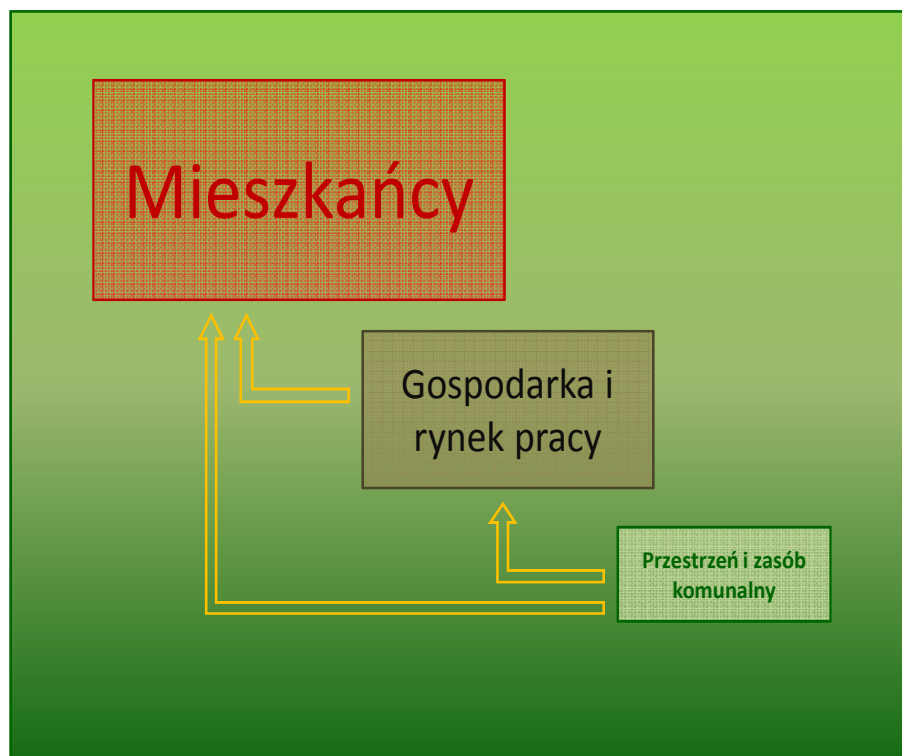 Mieszkańcy
Gospodarka i
rynek pracy
Przestrzeń i zasób
komunalny